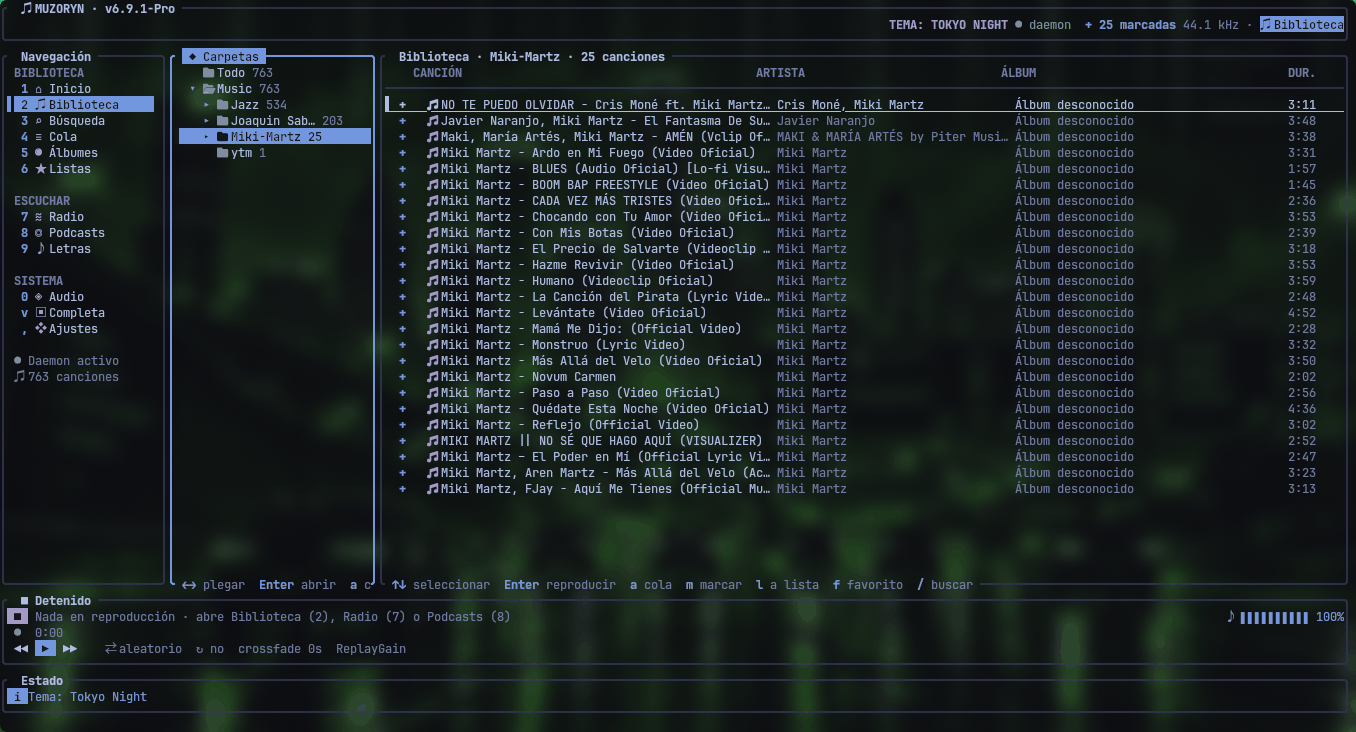 MUZORYN · v6.9.1-Pro
TEMA: TOKYO NIGHT ● daemon + 25 marcadas 44.1 kHz · Biblioteca
Navegación
BIBLIOTECA
1 Inicio
2 Biblioteca
3 Búsqueda
4 Cola
5 Álbumes
6 Listas
ESCUCHAR
7 Radio
8 Podcasts
9 Letras
SISTEMA
0 Audio
v Completa
, Ajustes
● Daemon activo
763 canciones
◆ Carpetas
Todo 763
▾ Music 763
▸ Jazz 534
▸ Joaquin Sab… 203
▸ Miki-Martz 25
ytm 1
↔ plegar Enter abrir a c
Biblioteca · Miki-Martz · 25 canciones
CANCIÓN ARTISTA ÁLBUM DUR.
+ NO TE PUEDO OLVIDAR - Cris Moné ft. Miki Martz… Cris Moné, Miki Martz Álbum desconocido 3:11
+ Javier Naranjo, Miki Martz - El Fantasma De Su… Javier Naranjo Álbum desconocido 3:48
+ Maki, María Artés, Miki Martz - AMÉN (Vclip Of… MAKI & MARÍA ARTÉS by Piter Musi… Álbum desconocido 3:38
+ Miki Martz - Ardo en Mi Fuego (Video Oficial) Miki Martz Álbum desconocido 3:31
+ Miki Martz - BLUES (Audio Oficial) [Lo-fi Visu… Miki Martz Álbum desconocido 1:57
+ Miki Martz - BOOM BAP FREESTYLE (Video Oficial) Miki Martz Álbum desconocido 1:45
+ Miki Martz - CADA VEZ MÁS TRISTES (Video Ofici… Miki Martz Álbum desconocido 2:36
+ Miki Martz - Chocando con Tu Amor (Video Ofici… Miki Martz Álbum desconocido 3:53
+ Miki Martz - Con Mis Botas (Video Oficial) Miki Martz Álbum desconocido 2:39
+ Miki Martz - El Precio de Salvarte (Videoclip … Miki Martz Álbum desconocido 3:18
+ Miki Martz - Hazme Revivir (Video Oficial) Miki Martz Álbum desconocido 3:53
+ Miki Martz - Humano (Videoclip Oficial) Miki Martz Álbum desconocido 3:59
+ Miki Martz - La Canción del Pirata (Lyric Vide… Miki Martz Álbum desconocido 2:48
+ Miki Martz - Levántate (Video Oficial) Miki Martz Álbum desconocido 4:52
+ Miki Martz - Mamá Me Dijo: (Official Video) Miki Martz Álbum desconocido 2:28
+ Miki Martz - Monstruo (Lyric Video) Miki Martz Álbum desconocido 3:32
+ Miki Martz - Más Allá del Velo (Video Oficial) Miki Martz Álbum desconocido 3:50
+ Miki Martz - Novum Carmen Miki Martz Álbum desconocido 2:02
+ Miki Martz - Paso a Paso (Video Oficial) Miki Martz Álbum desconocido 2:56
+ Miki Martz - Quédate Esta Noche (Video Oficial) Miki Martz Álbum desconocido 4:36
+ Miki Martz - Reflejo (Official Video) Miki Martz Álbum desconocido 3:02
+ MIKI MARTZ || NO SÉ QUE HAGO AQUÍ (VISUALIZER) Miki Martz Álbum desconocido 2:52
+ Miki Martz – El Poder en Mí (Official Lyric Vi… Miki Martz Álbum desconocido 2:47
+ Miki Martz, Aren Martz - Más Allá del Velo (Ac… Miki Martz Álbum desconocido 3:23
+ Miki Martz, FJay - Aquí Me Tienes (Official Mu… Miki Martz Álbum desconocido 3:13
↑↓ seleccionar Enter reproducir a cola m marcar l a lista f favorito / buscar
■ Detenido
Nada en reproducción · abre Biblioteca (2), Radio (7) o Podcasts (8) 100%
● 0:00
aleatorio ↻ no crossfade 0s ReplayGain
Estado
i Tema: Tokyo Night